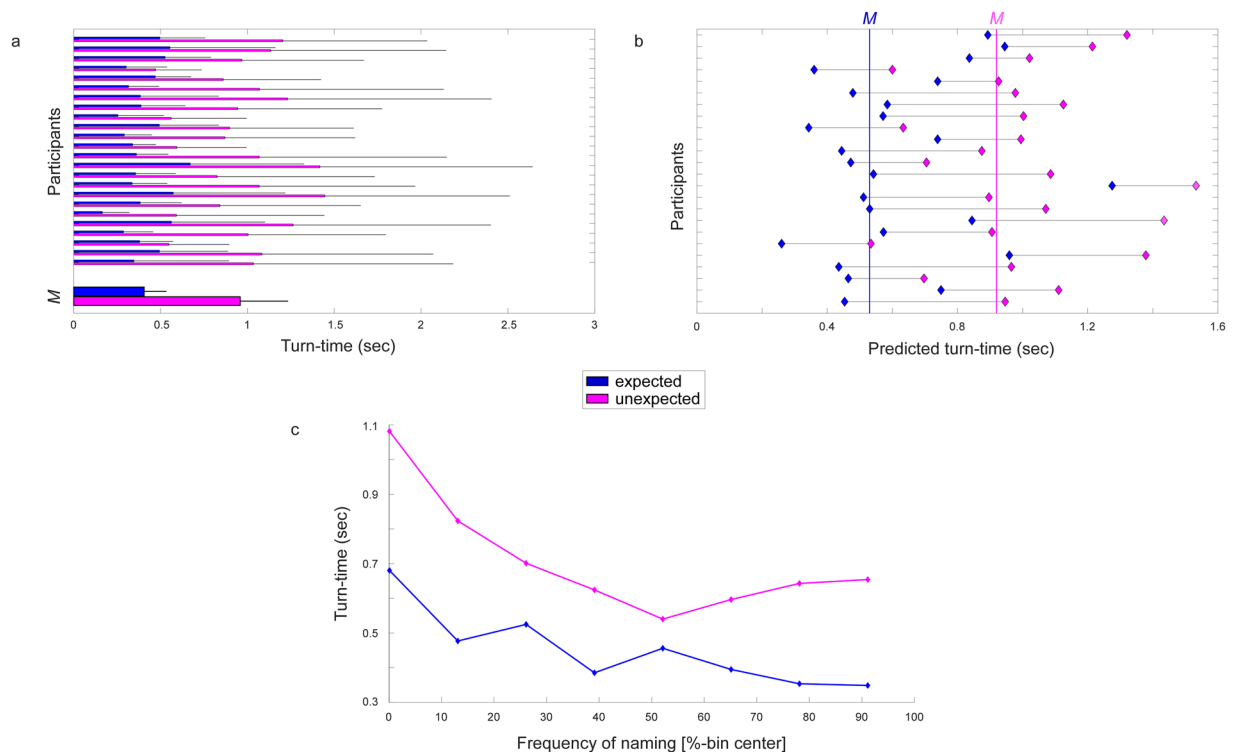 a
Participants
M
0 0.5 1 1.5 2 2.5 3
Turn-time (sec)
b
M M
Participants
0 0.4 0.8 1.2 1.6
Predicted turn-time (sec)
expected
unexpected
c
1.1
0.9
0.7
0.5
0.3
Turn-time (sec)
0 10 20 30 40 50 60 70 80 90 100
Frequency of naming [%-bin center]